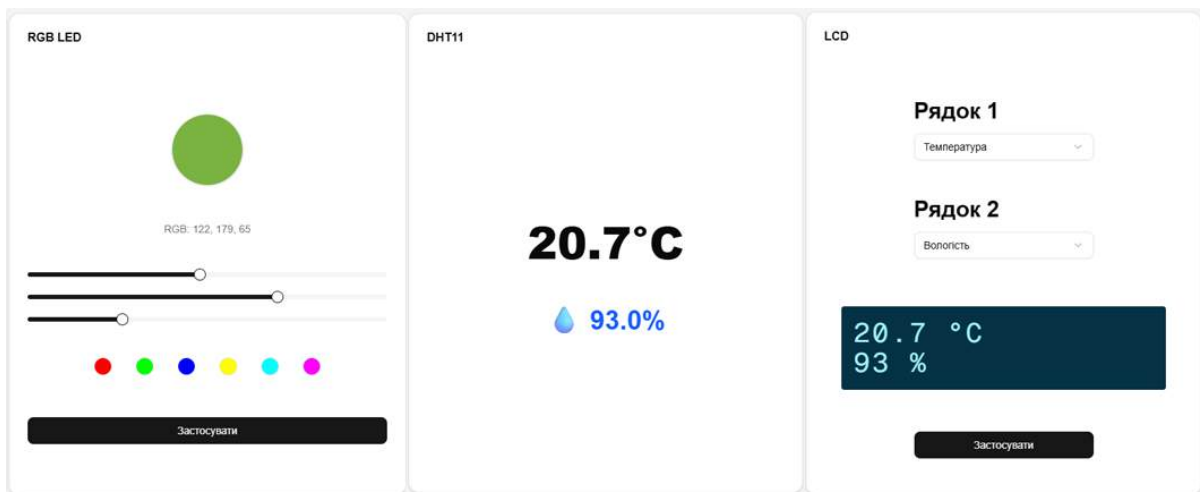 RGB LED
RGB: 122, 179, 65
Застосувати
DHT11
20.7°C
93.0%
LCD
Рядок 1
Температура
Рядок 2
Вологість
20.7 °C
93 %
Застосувати